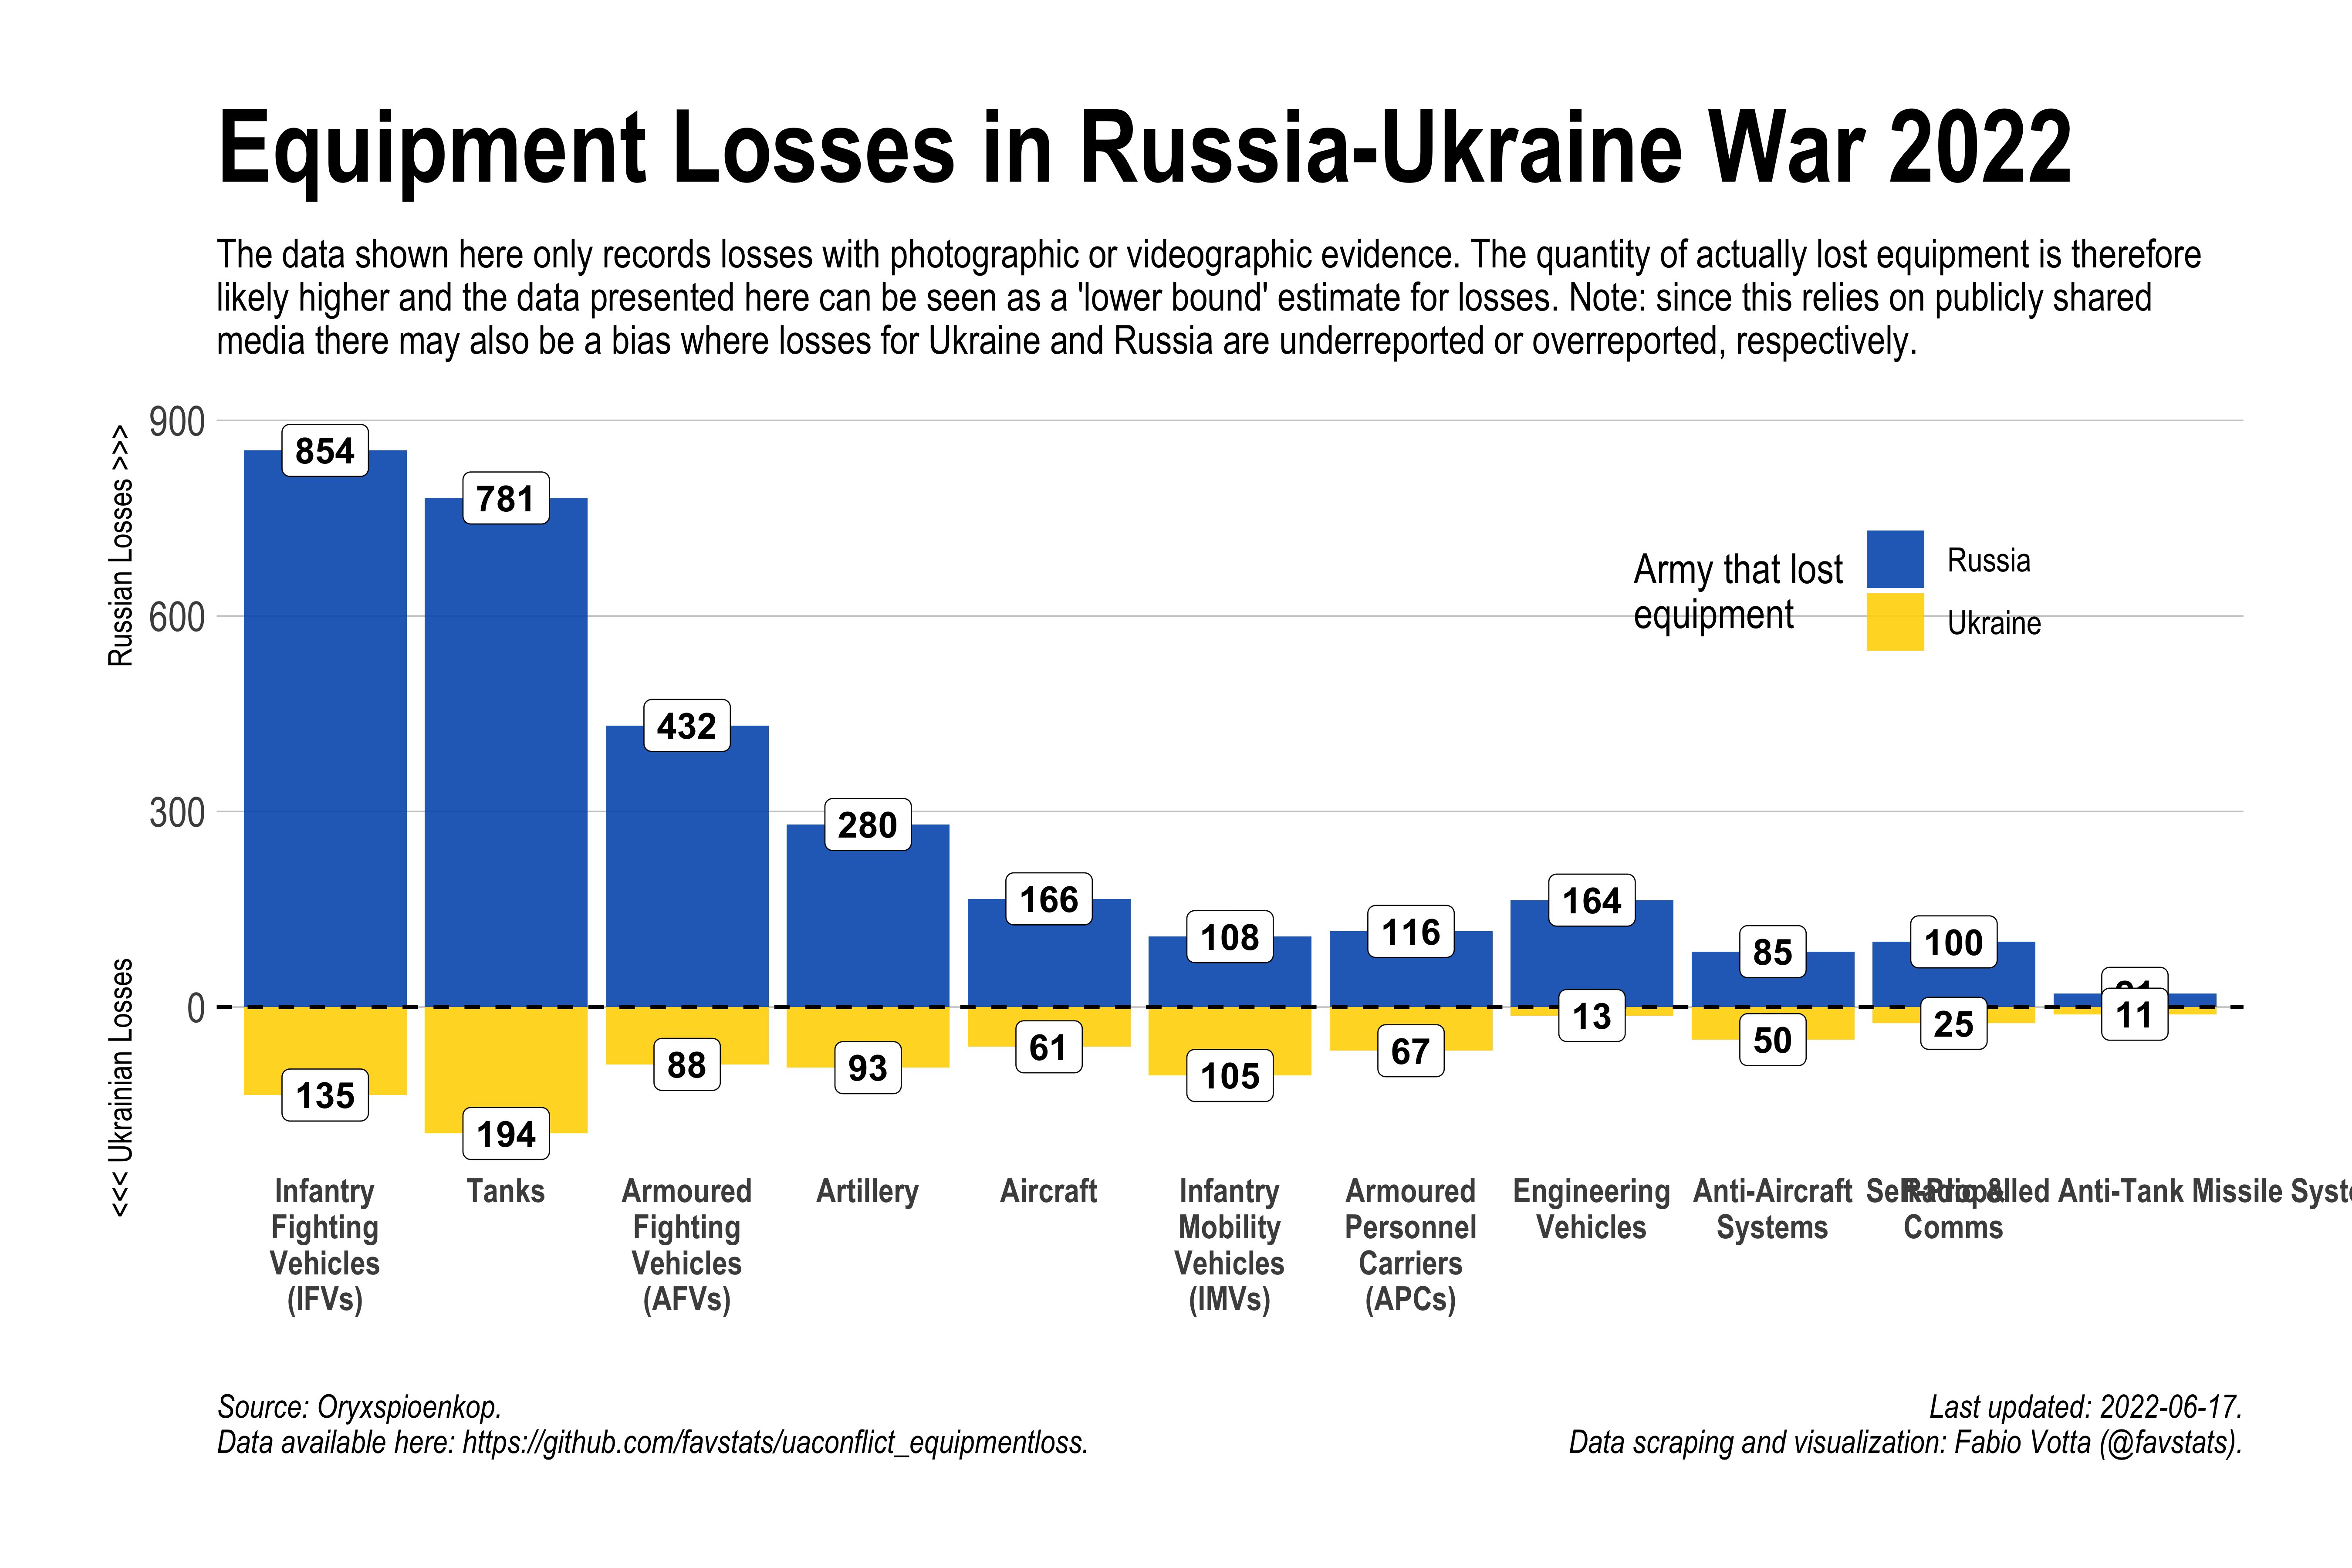 Equipment Losses in Russia-Ukraine War 2022
The data shown here only records losses with photographic or videographic evidence. The quantity of actually lost equipment is therefore
likely higher and the data presented here can be seen as a 'lower bound' estimate for losses. Note: since this relies on publicly shared
media there may also be a bias where losses for Ukraine and Russia are underreported or overreported, respectively.
Russian Losses >>>
<<< Ukrainian Losses
900
600
300
0
Army that lost
equipment
Russia
Ukraine
854
781
432
280
166
108
116
164
85
100
135
194
88
93
61
105
67
13
50
25
11
Infantry
Fighting
Vehicles
(IFVs)
Tanks
Armoured
Fighting
Vehicles
(AFVs)
Artillery
Aircraft
Infantry
Mobility
Vehicles
(IMVs)
Armoured
Personnel
Carriers
(APCs)
Engineering
Vehicles
Anti-Aircraft
Systems
Radio &
Comms
Anti-Tank Missile
Source: Oryxspioenkop.
Data available here: https://github.com/favstats/uaconflict_equipmentloss.
Last updated: 2022-06-17.
Data scraping and visualization: Fabio Votta (@favstats).